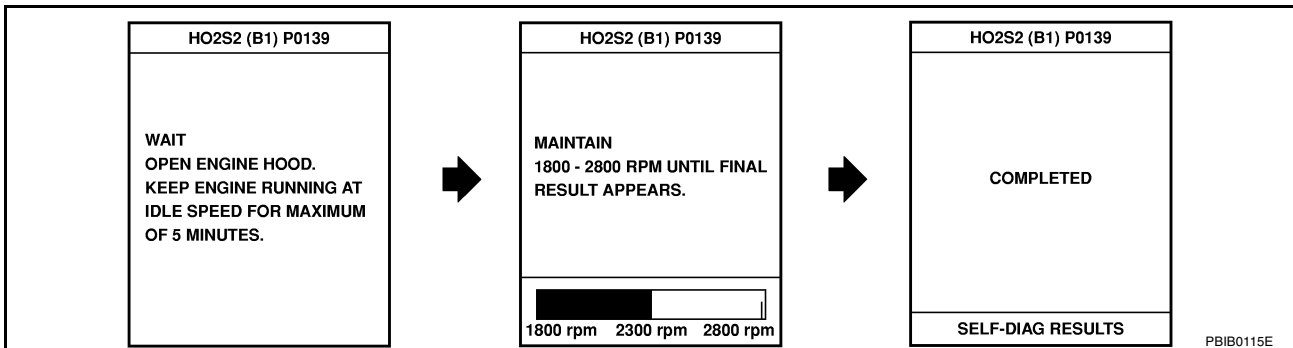 HO2S2 (B1) P0139
WAIT
OPEN ENGINE HOOD.
KEEP ENGINE RUNNING AT
IDLE SPEED FOR MAXIMUM
OF 5 MINUTES.
HO2S2 (B1) P0139
MAINTAIN
1800 - 2800 RPM UNTIL FINAL
RESULT APPEARS.
1800 rpm 2300 rpm 2800 rpm
HO2S2 (B1) P0139
COMPLETED
SELF-DIAG RESULTS
PBIB0115E